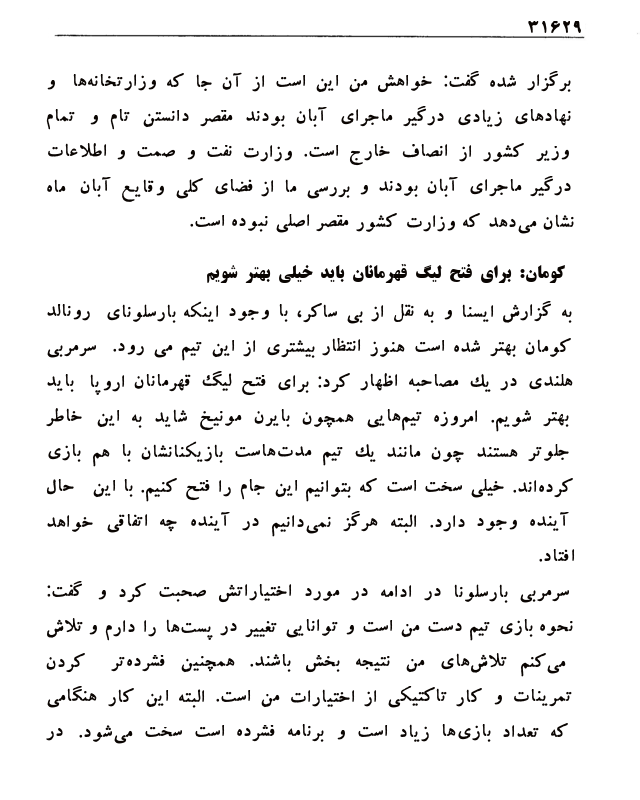 ۳۱۶۲۹
برگزار شده گفت: خواهش من این است از آن جا که وزارتخانه‌ها و
نهادهای زیادی درگیر ماجرای آبان بودند مقصر دانستن تام و تمام
وزیر کشور از انصاف خارج است. وزارت نفت و صمت و اطلاعات
درگیر ماجرای آبان بودند و بررسی ما از فضای کلی وقایع آبان ماه
نشان می‌دهد که وزارت کشور مقصر اصلی نبوده است.
کومان: برای فتح لیگ قهرمانان باید خیلی بهتر شویم
به گزارش ایسنا و به نقل از بی ساکر، با وجود اینکه بارسلونای رونالد
کومان بهتر شده است هنوز انتظار بیشتری از این تیم می رود. سرمربی
هلندی در یك مصاحبه اظهار کرد: برای فتح لیگ قهرمانان اروپا باید
بهتر شویم. امروزه تیم‌هایی همچون بایرن مونیخ شاید به این خاطر
جلوتر هستند چون مانند یك تیم مدت‌هاست بازیکنانشان با هم بازی
کرده‌اند. خیلی سخت است که بتوانیم این جام را فتح کنیم. با این حال
آینده وجود دارد. البته هرگز نمی‌دانیم در آینده چه اتفاقی خواهد
افتاد.
سرمربی بارسلونا در ادامه در مورد اختیاراتش صحبت کرد و گفت:
نحوه بازی تیم دست من است و توانایی تغییر در پست‌ها را دارم و تلاش
می‌کنم تلاش‌های من نتیجه بخش باشند. همچنین فشرده‌تر کردن
تمرینات و کار تاکتیکی از اختیارات من است. البته این کار هنگامی
که تعداد بازی‌ها زیاد است و برنامه فشرده است سخت می‌شود. در